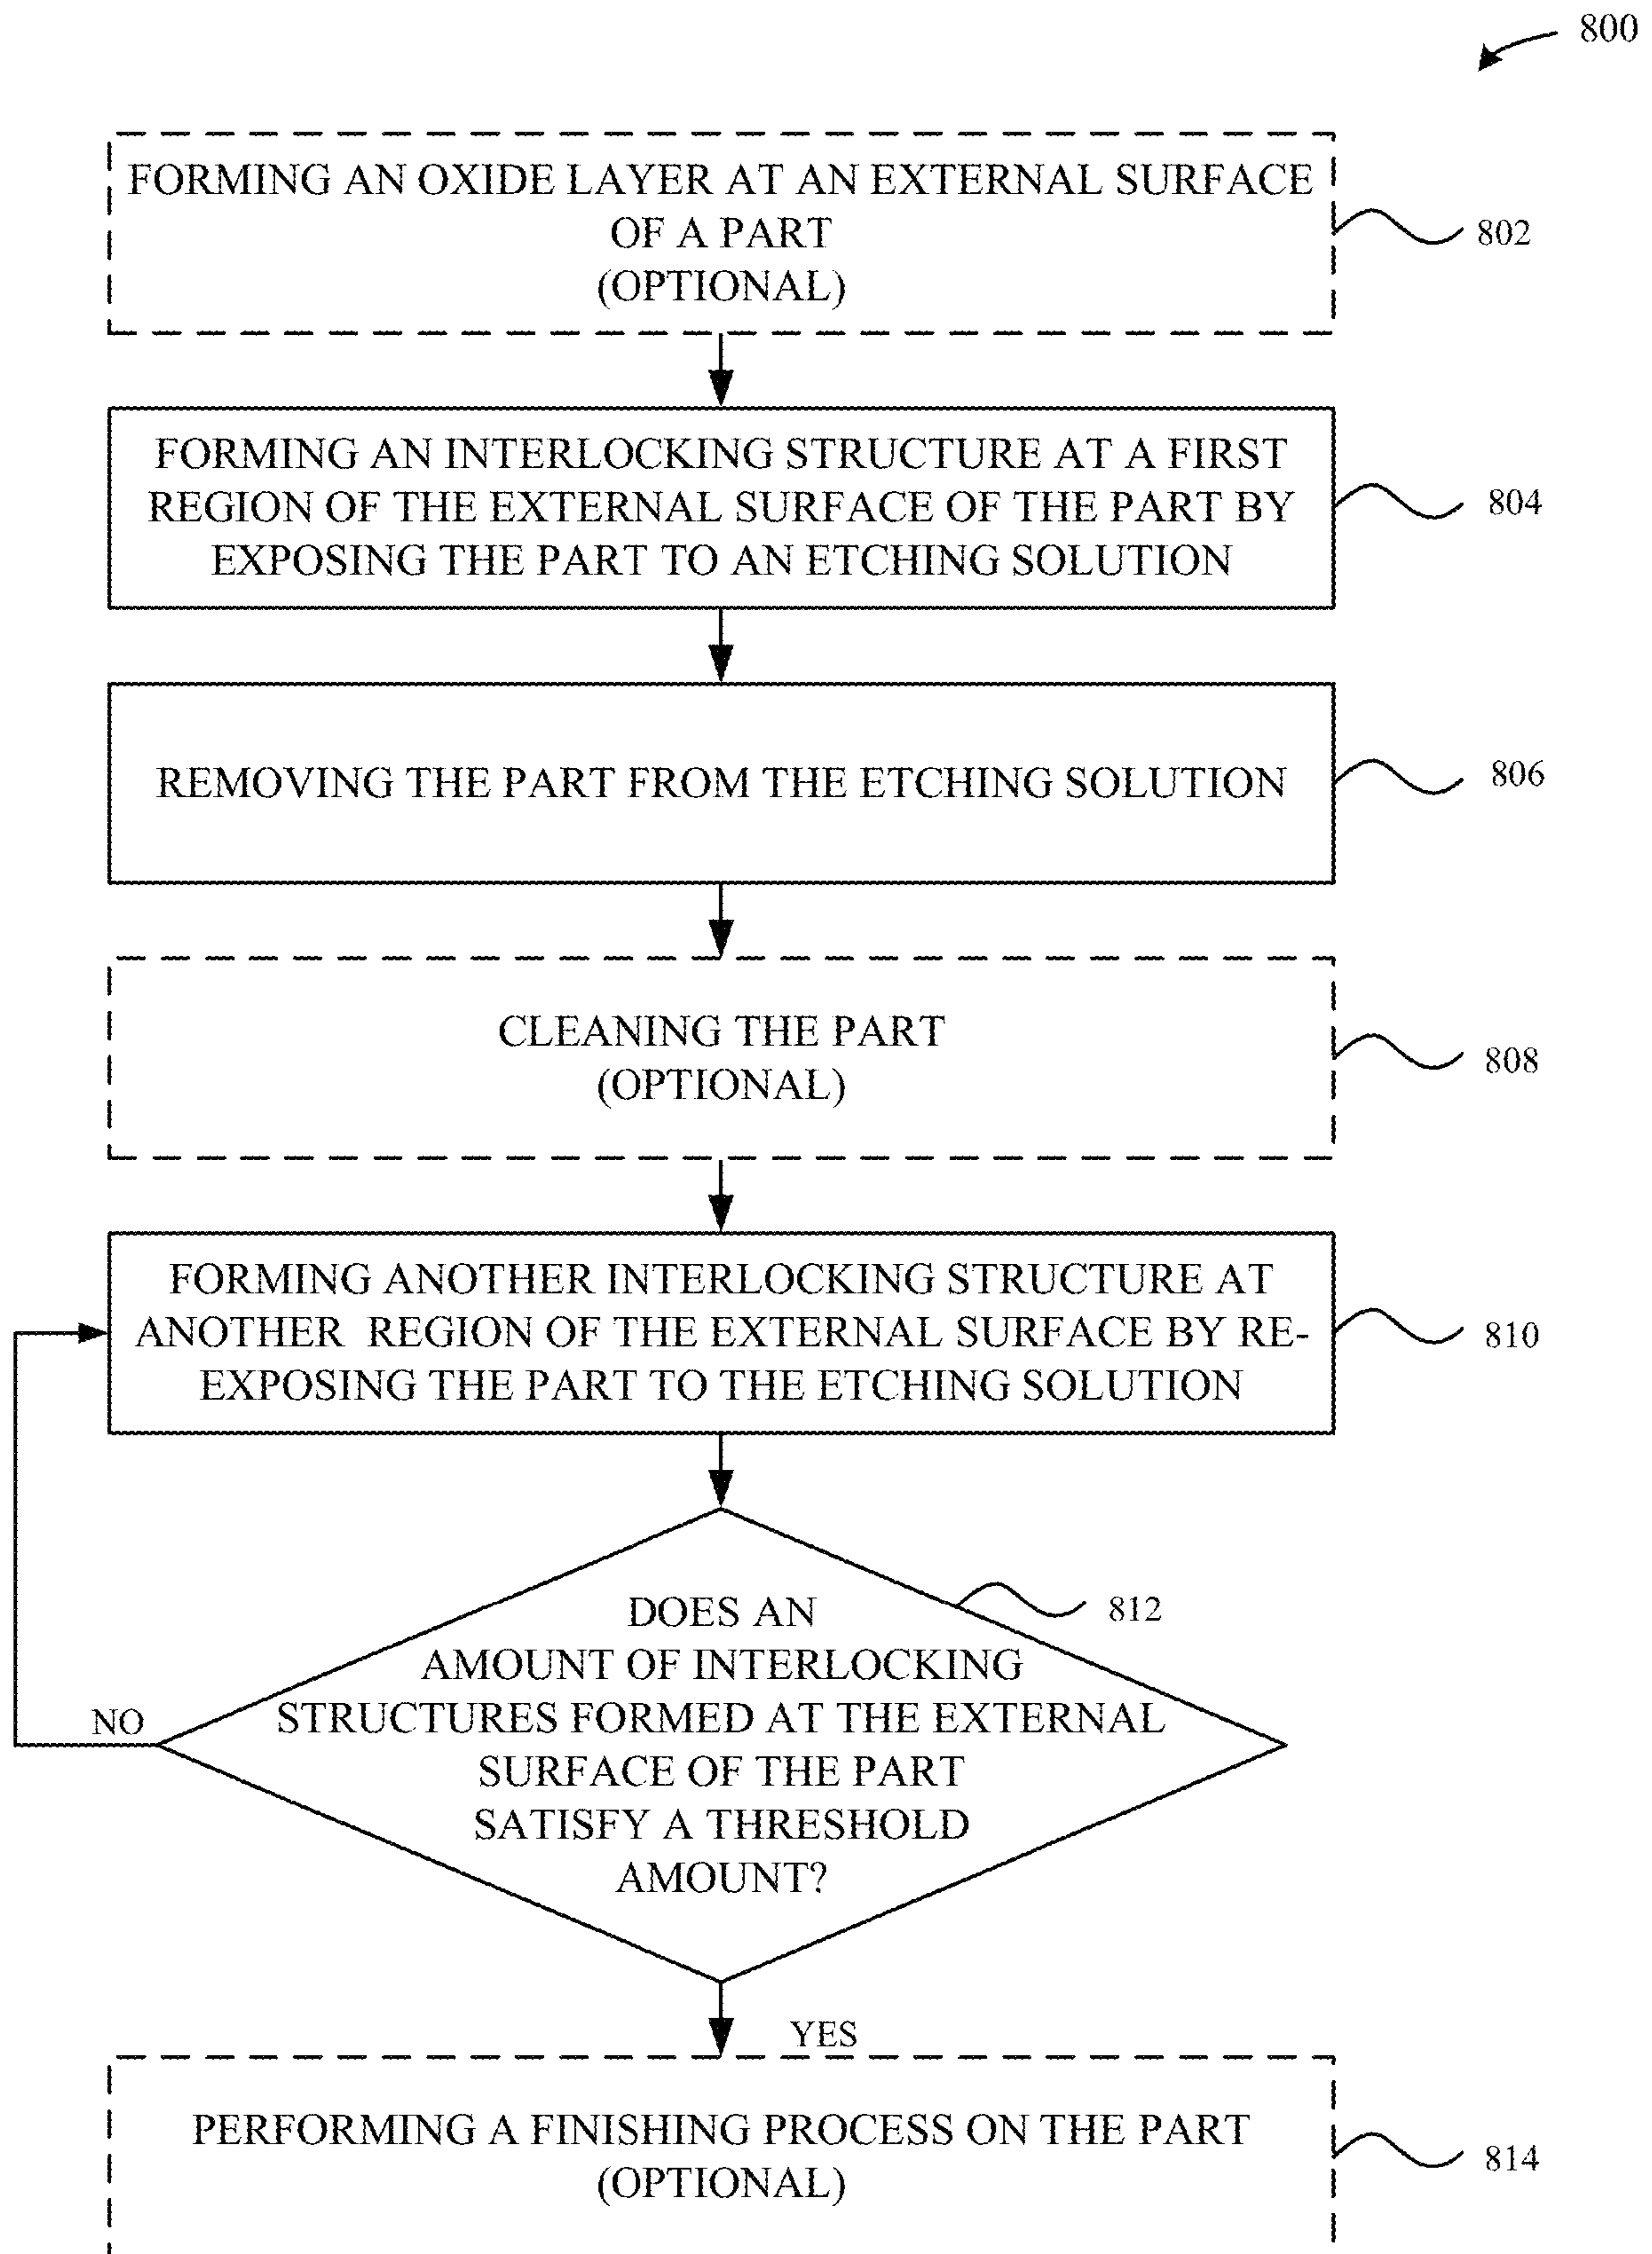 800
FORMING AN OXIDE LAYER AT AN EXTERNAL SURFACE
OF A PART
(OPTIONAL)
802
FORMING AN INTERLOCKING STRUCTURE AT A FIRST
REGION OF THE EXTERNAL SURFACE OF THE PART BY
EXPOSING THE PART TO AN ETCHING SOLUTION
804
REMOVING THE PART FROM THE ETCHING SOLUTION
806
CLEANING THE PART
(OPTIONAL)
808
FORMING ANOTHER INTERLOCKING STRUCTURE AT
ANOTHER REGION OF THE EXTERNAL SURFACE BY RE-
EXPOSING THE PART TO THE ETCHING SOLUTION
810
DOES AN
AMOUNT OF INTERLOCKING
STRUCTURES FORMED AT THE EXTERNAL
SURFACE OF THE PART
SATISFY A THRESHOLD
AMOUNT?
812
NO
YES
PERFORMING A FINISHING PROCESS ON THE PART
(OPTIONAL)
814